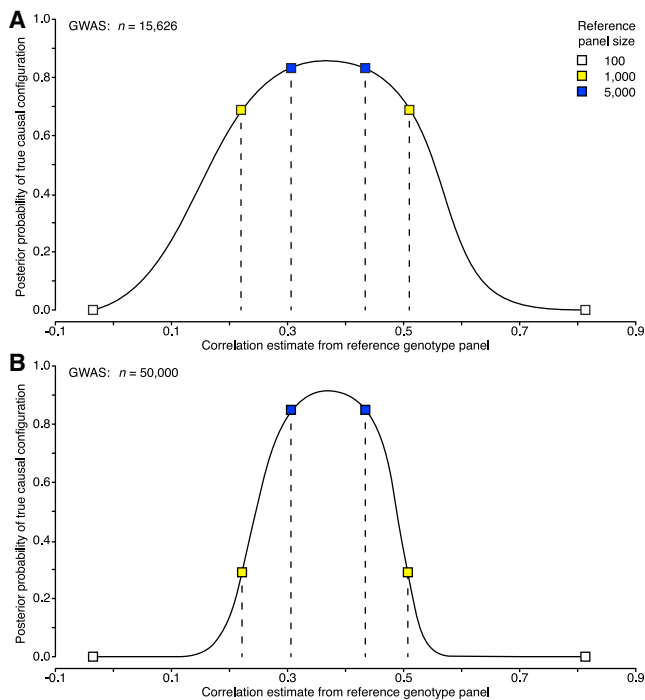 A
GWAS: n = 15,626
Reference
panel size
100
1,000
5,000
Posterior probability of true causal configuration
1.0
0.8
0.6
0.4
0.2
0.0
-0.1 0.1 0.3 0.5 0.7 0.9
Correlation estimate from reference genotype panel
B
GWAS: n = 50,000
Posterior probability of true causal configuration
1.0
0.8
0.6
0.4
0.2
0.0
-0.1 0.1 0.3 0.5 0.7 0.9
Correlation estimate from reference genotype panel